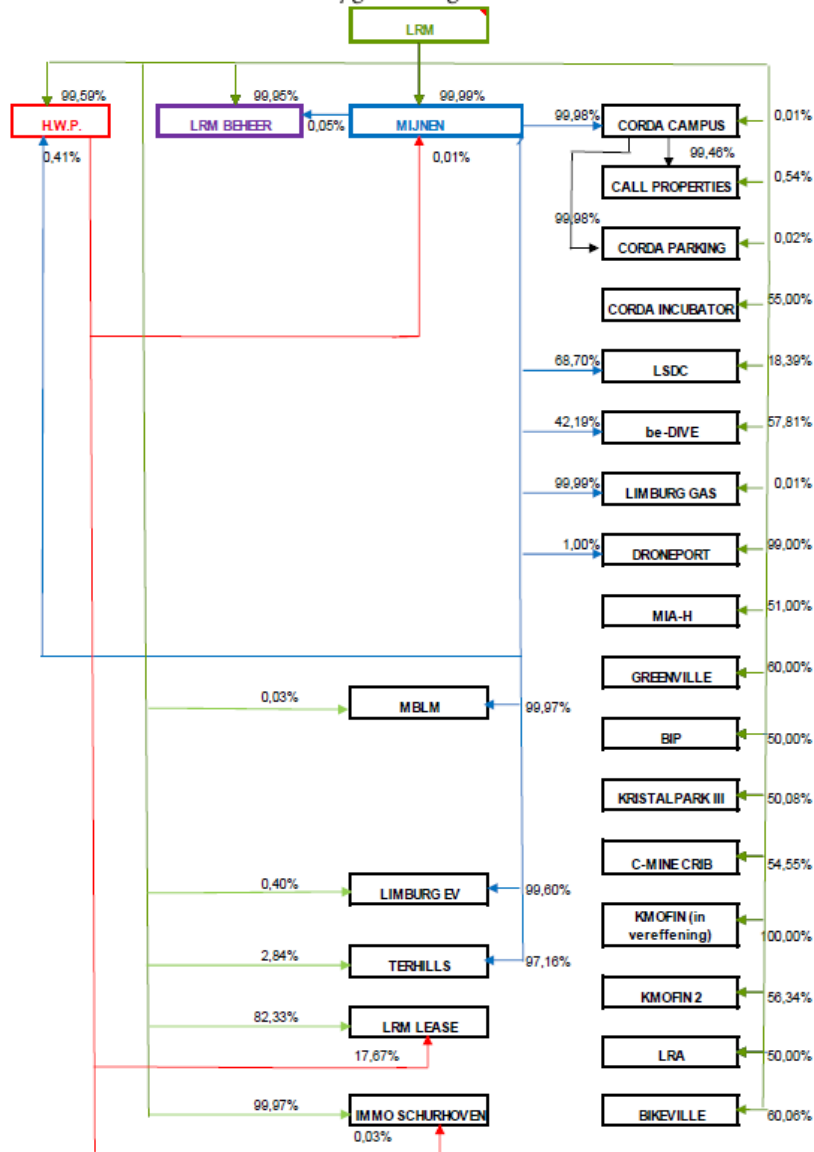 LRM
99,59%
99,95%
99,99%
H.W.P.
LRM BEHEER
0,05%
MIJNEN
99,98%
CORDA CAMPUS
0,01%
0,41%
0,01%
99,46%
CALL PROPERTIES
0,54%
99,98%
CORDA PARKING
0,02%
CORDA INCUBATOR
55,00%
68,70%
LSDC
18,39%
42,19%
be-DIVE
57,81%
99,99%
LIMBURG GAS
0,01%
1,00%
DRONEPORT
99,00%
MIA-H
51,00%
GREENVILLE
60,00%
0,03%
MBLM
99,97%
BIP
50,00%
KRISTALPARK III
50,08%
C-MINE CRIB
54,55%
0,40%
LIMBURG EV
99,60%
KMOFIN (in
vereffening)
100,00%
2,84%
TERHILLS
97,16%
KMOFIN 2
56,34%
82,33%
LRM LEASE
17,67%
LRA
50,00%
99,97%
IMMO SCHURHOVEN
0,03%
BIKEVILLE
60,06%